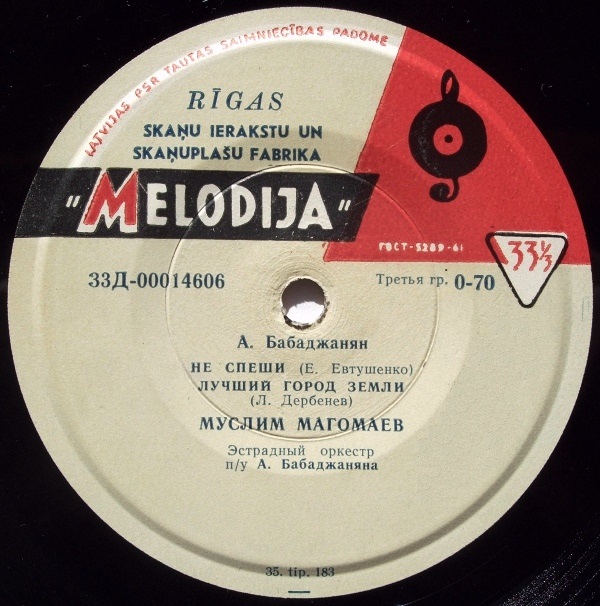 LATVIJAS PSR TAUTAS SAIMNIECĪBAS PADOME
RĪGAS
SKAŅU IERAKSTU UN
SKAŅUPLAŠU FABRIKA
"MELODIJA"
ГОСТ-5289-61
33⅓
33Д-00014606
Третья гр. 0-70
А. Бабаджанян
НЕ СПЕШИ (Е. Евтушенко)
ЛУЧШИЙ ГОРОД ЗЕМЛИ
(Л. Дербенев)
МУСЛИМ МАГОМАЕВ
Эстрадный оркестр
п/у А. Бабаджаняна
35. tip. 183